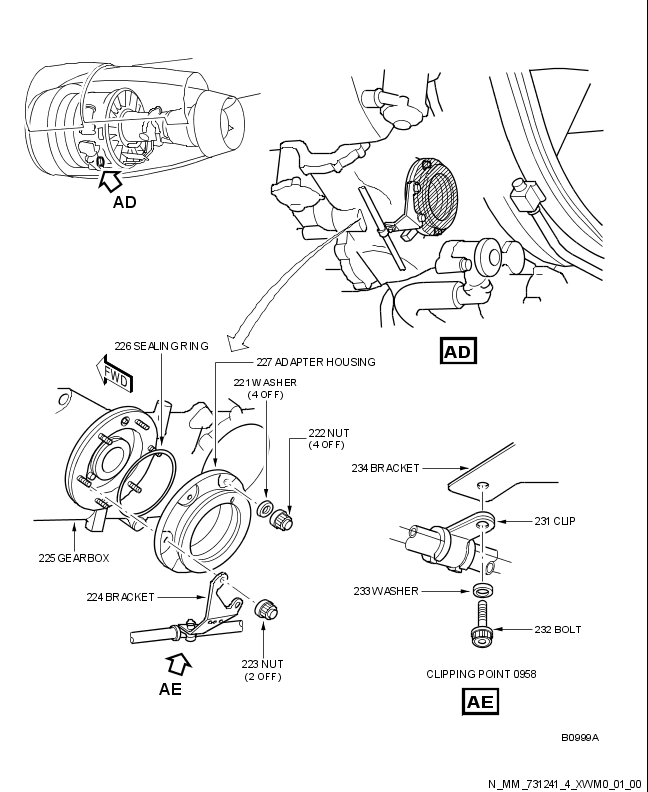 AD
AD
226 SEALING RING
227 ADAPTER HOUSING
FWD
221 WASHER
(4 OFF)
222 NUT
(4 OFF)
234 BRACKET
231 CLIP
225 GEARBOX
224 BRACKET
233 WASHER
232 BOLT
223 NUT
(2 OFF)
AE
CLIPPING POINT 0958
AE
B0999A
N_MM_731241_4_XWM0_01_00